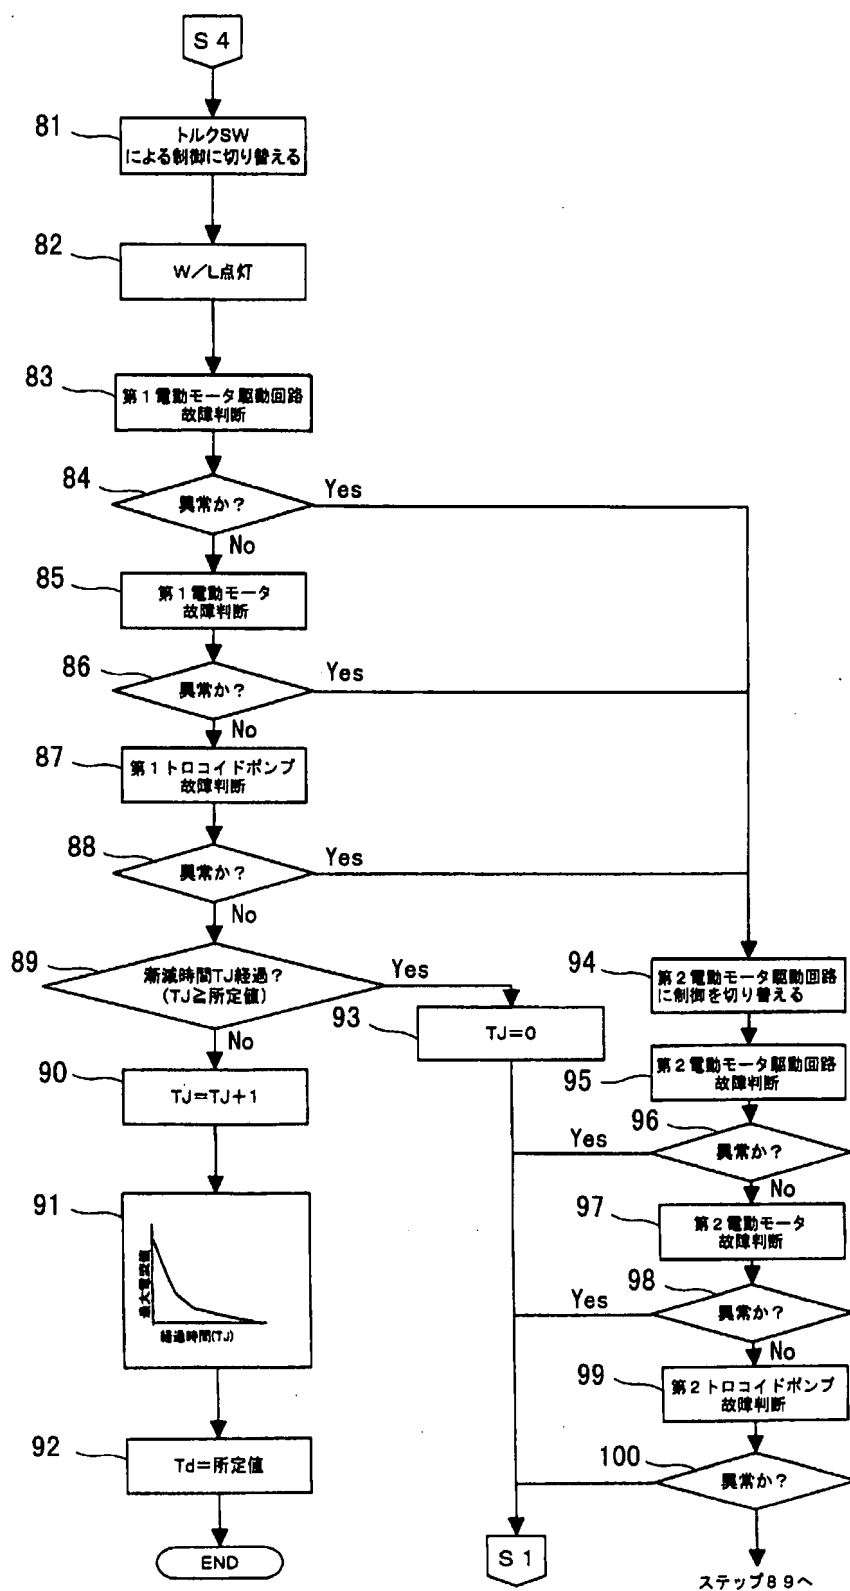 S4
81
トルクSW
による制御に切り替える
82
W/L点灯
83
第1電動モータ駆動回路
故障判断
84
異常か?
Yes
No
85
第1電動モータ
故障判断
86
異常か?
Yes
No
87
第1トロコイドポンプ
故障判断
88
異常か?
Yes
No
89
漸減時間TJ経過?
(TJ≧所定値)
Yes
No
90
TJ=TJ+1
91
最大電流値
経過時間(TJ)
92
Td=所定値
END
93
TJ=0
94
第2電動モータ駆動回路
に制御を切り替える
95
第2電動モータ駆動回路
故障判断
96
異常か?
Yes
No
97
第2電動モータ
故障判断
98
異常か?
Yes
No
99
第2トロコイドポンプ
故障判断
100
異常か?
Yes
S1
ステップ89へ